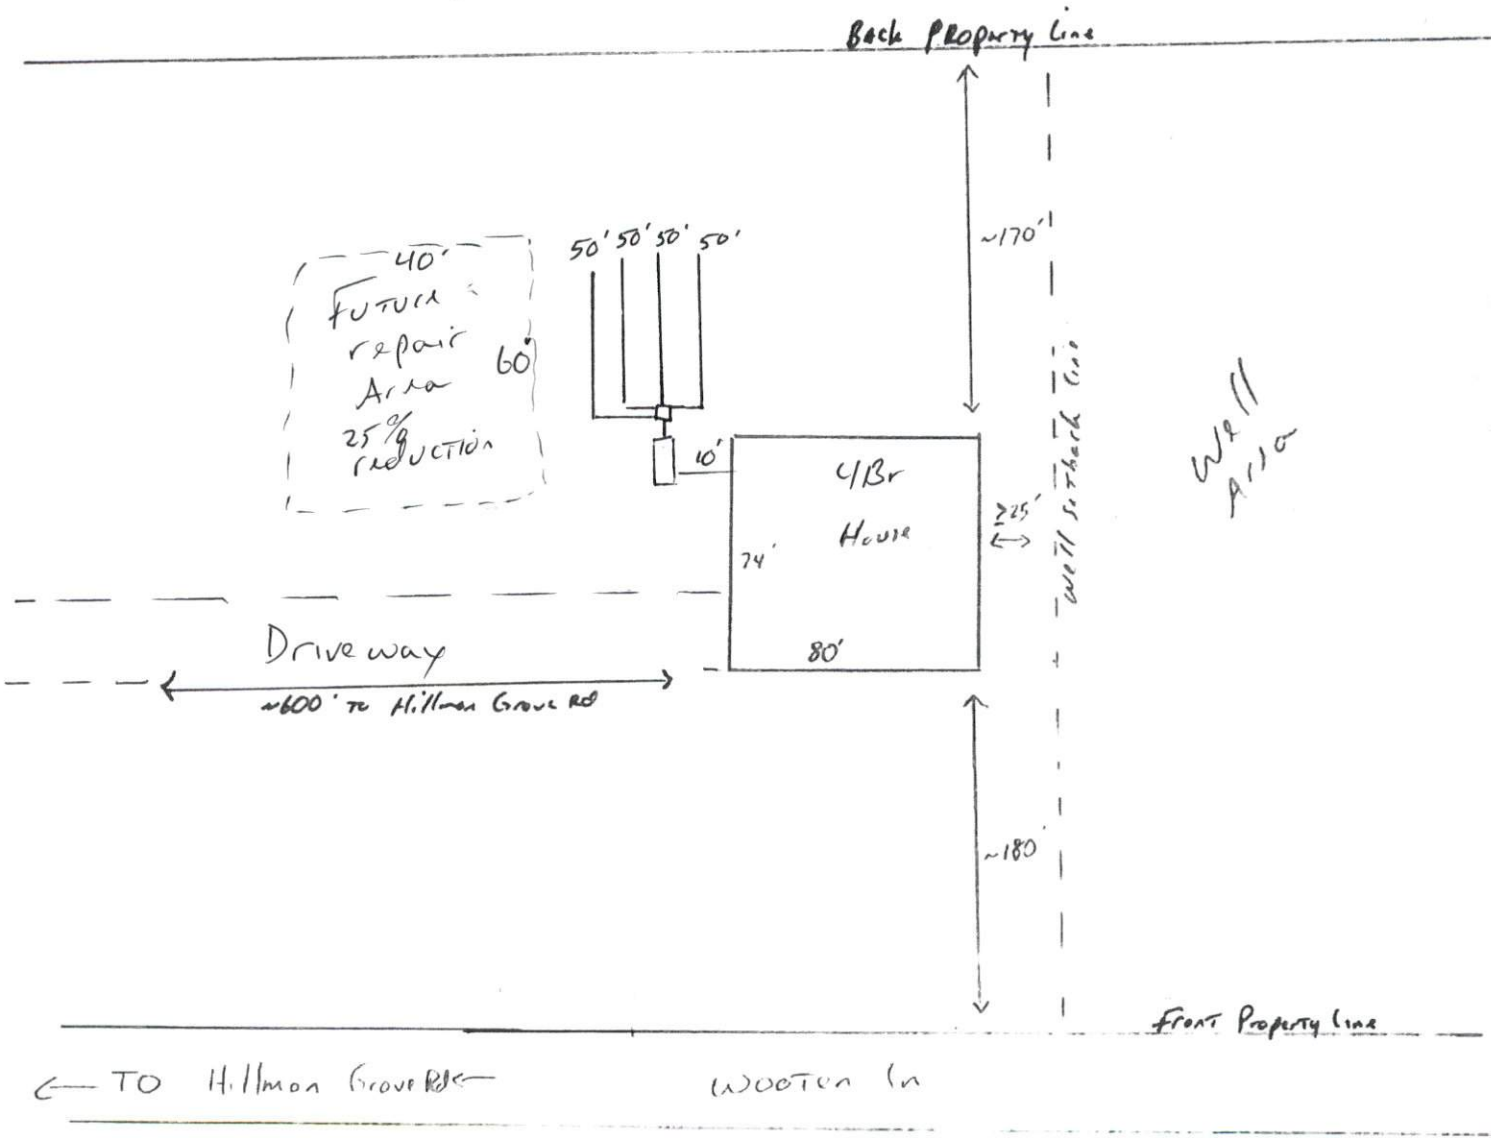 Back Property Line
50' 50' 50' 50'
~170'
40'
Future
repair
Area
25%
reduction
60'
10'
4Br
House
74'
80'
≥25'
Well setback line
Well
Area
Driveway
~600' to Hillman Grove Rd
~180'
Front Property Line
← TO Hillman Grove Rd ←
Wooten Ln